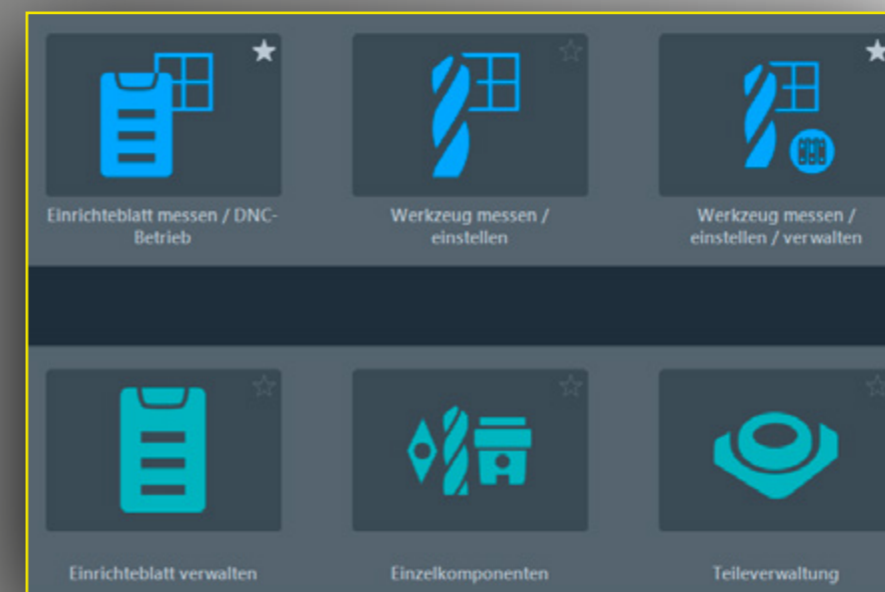 Einrichteblatt messen / DNC-
Betrieb
Werkzeug messen /
einstellen
Werkzeug messen /
einstellen / verwalten
Einrichteblatt verwalten
Einzelkomponenten
Teileverwaltung